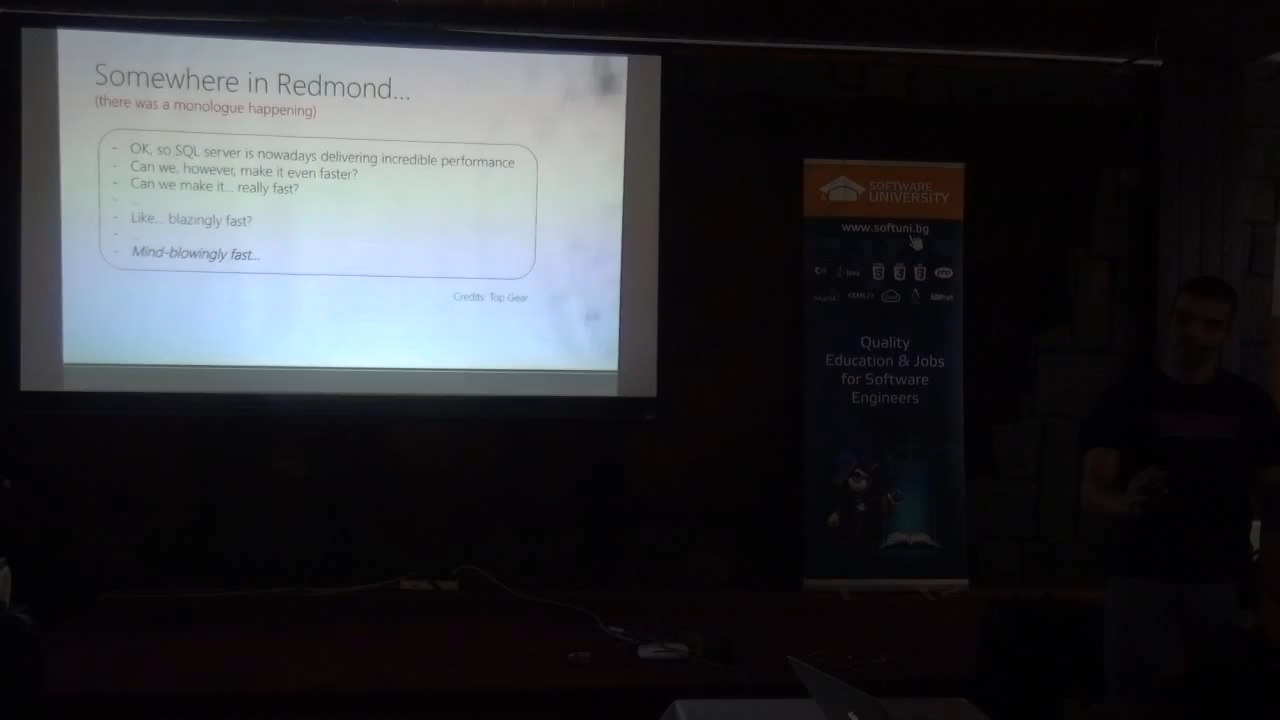 Somewhere in Redmond...
(there was a monologue happening)
- OK, so SQL server is nowadays delivering incredible performance
- Can we, however, make it even faster?
- Can we make it... really fast?
- ...
- Like... blazingly fast?
-
- Mind-blowingly fast...
Credits: Top Gear
SOFTWARE
UNIVERSITY
www.softuni.bg
Java
php
Quality
Education & Jobs
for Software
Engineers